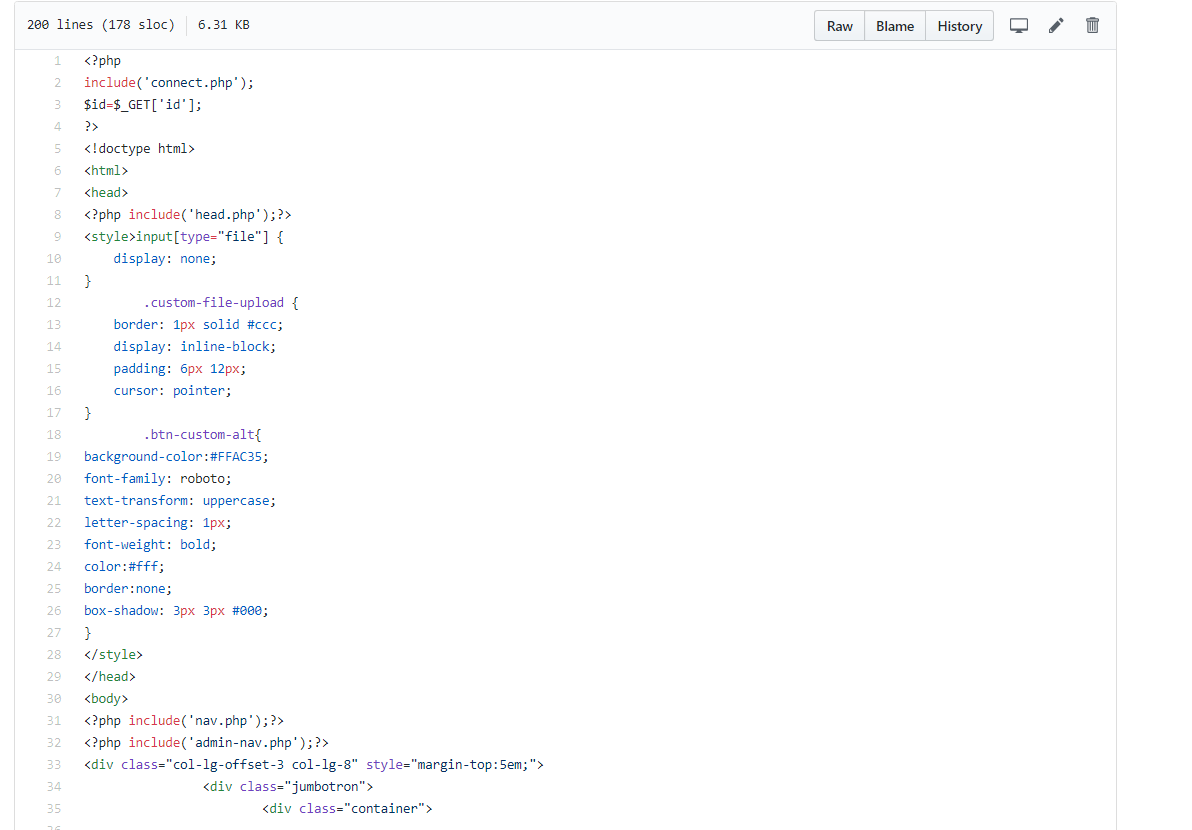 200 lines (178 sloc) 6.31 KB Raw Blame History
1 <?php
2 include('connect.php');
3 $id=$_GET['id'];
4 ?>
5 <!doctype html>
6 <html>
7 <head>
8 <?php include('head.php');?>
9 <style>input[type="file"] {
10 display: none;
11 }
12 .custom-file-upload {
13 border: 1px solid #ccc;
14 display: inline-block;
15 padding: 6px 12px;
16 cursor: pointer;
17 }
18 .btn-custom-alt{
19 background-color:#FFAC35;
20 font-family: roboto;
21 text-transform: uppercase;
22 letter-spacing: 1px;
23 font-weight: bold;
24 color:#fff;
25 border:none;
26 box-shadow: 3px 3px #000;
27 }
28 </style>
29 </head>
30 <body>
31 <?php include('nav.php');?>
32 <?php include('admin-nav.php');?>
33 <div class="col-lg-offset-3 col-lg-8" style="margin-top:5em;">
34 <div class="jumbotron">
35 <div class="container">